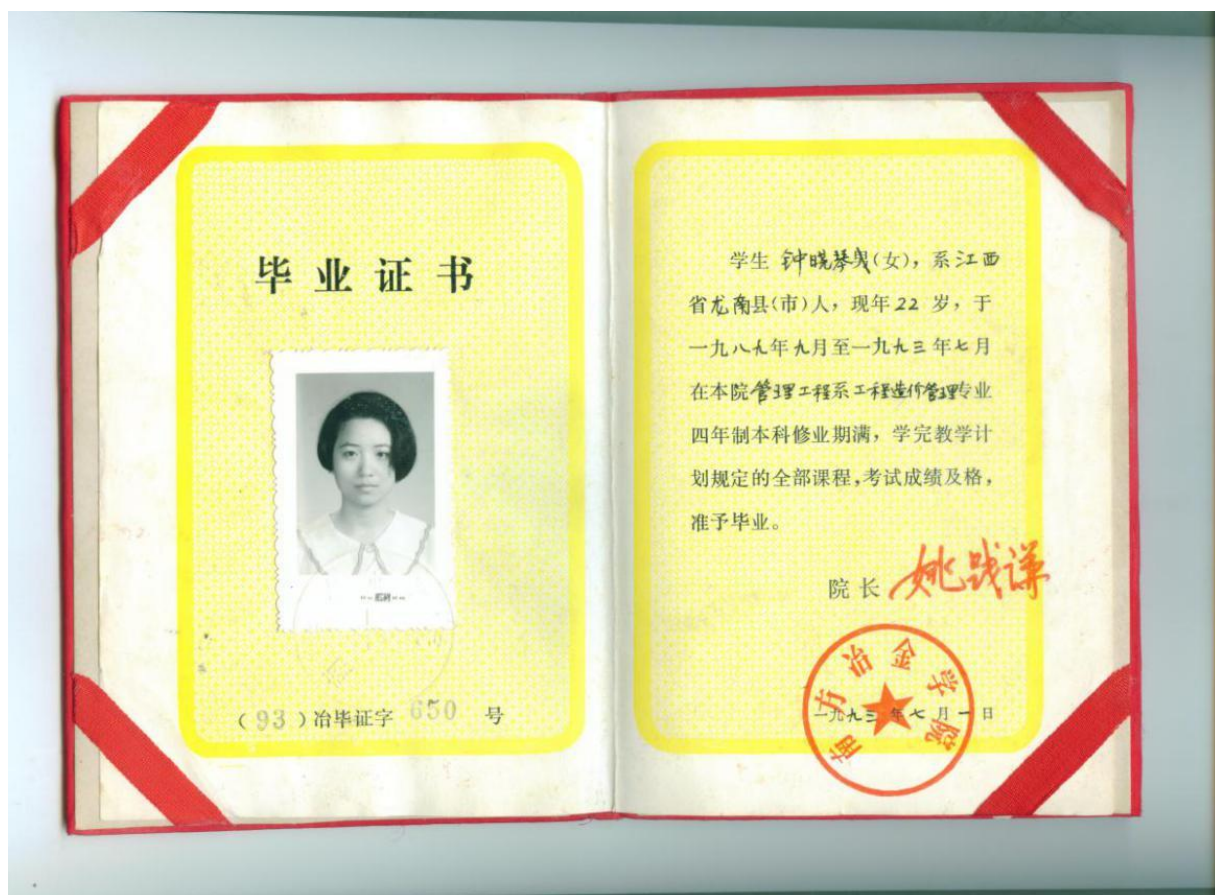 毕业证书
(93)冶毕证字 650 号
学生 钟晓琴男(女)，系江西
省龙南县(市)人，现年22岁，于
一九八九年九月至一九九三年七月
在本院管理工程系工程造价管理专业
四年制本科修业期满，学完教学计
划规定的全部课程，考试成绩及格，
准予毕业。
院长 姚践谦
南方冶金学院
一九九三年七月一日